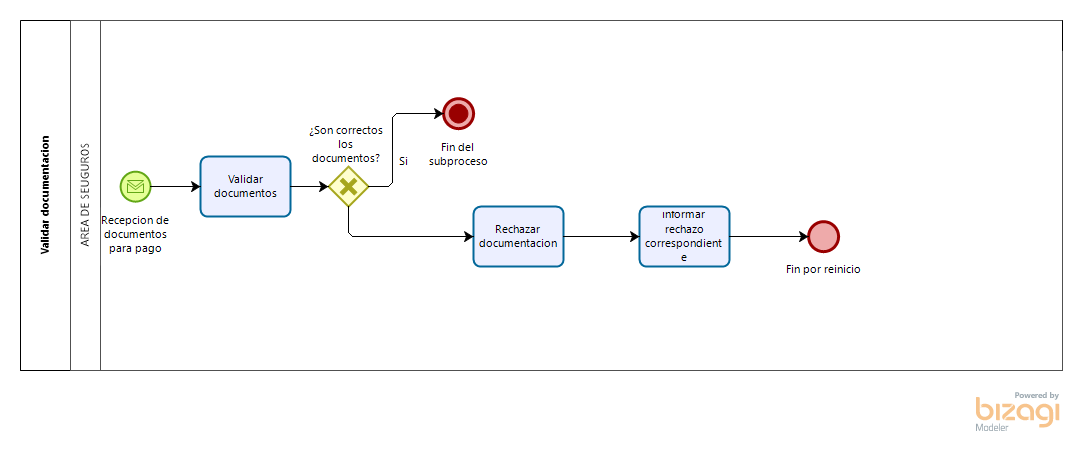 Validar documentacion
AREA DE SEUGUROS
Recepcion de
documentos
para pago
Validar
documentos
¿Son correctos
los
documentos?
Si
Fin del
subproceso
Rechazar
documentacion
Informar
rechazo
correspondient
e
Fin por reinicio
Powered by
bizagi
Modeler